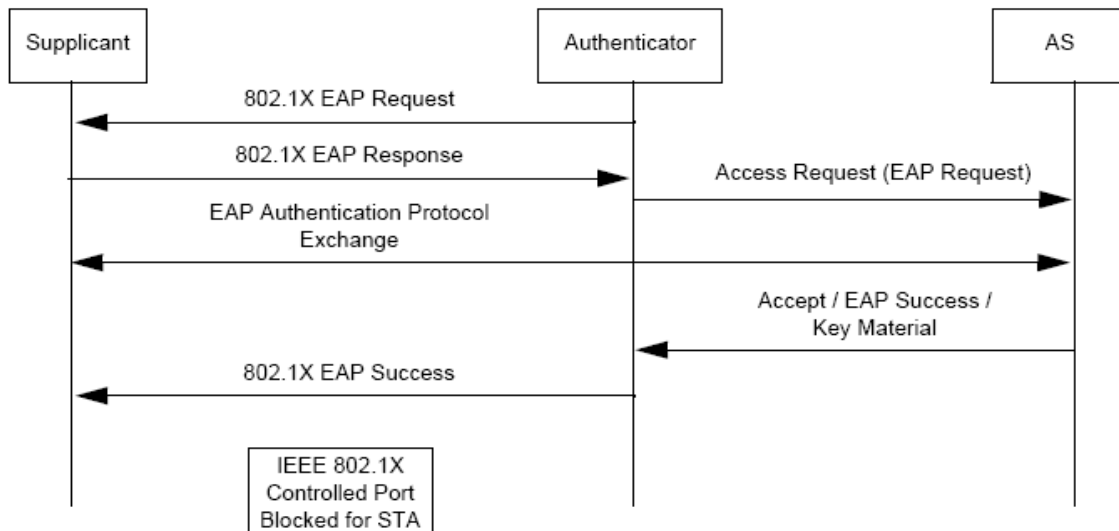 Supplicant
Authenticator
AS
802.1X EAP Request
802.1X EAP Response
Access Request (EAP Request)
EAP Authentication Protocol
Exchange
Accept / EAP Success /
Key Material
802.1X EAP Success
IEEE 802.1X
Controlled Port
Blocked for STA